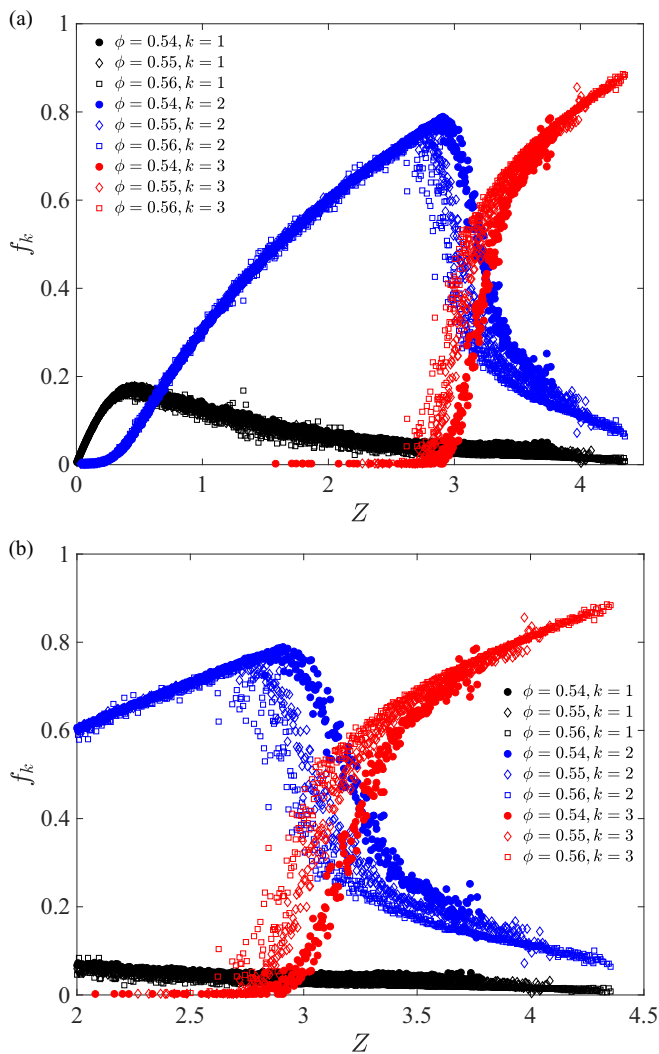 (a)
1
0.8
0.6
0.4
0.2
0
f_k
ϕ = 0.54, k = 1
ϕ = 0.55, k = 1
ϕ = 0.56, k = 1
ϕ = 0.54, k = 2
ϕ = 0.55, k = 2
ϕ = 0.56, k = 2
ϕ = 0.54, k = 3
ϕ = 0.55, k = 3
ϕ = 0.56, k = 3
0 1 2 3 4
Z
(b)
1
0.8
0.6
0.4
0.2
0
f_k
ϕ = 0.54, k = 1
ϕ = 0.55, k = 1
ϕ = 0.56, k = 1
ϕ = 0.54, k = 2
ϕ = 0.55, k = 2
ϕ = 0.56, k = 2
ϕ = 0.54, k = 3
ϕ = 0.55, k = 3
ϕ = 0.56, k = 3
2 2.5 3 3.5 4 4.5
Z